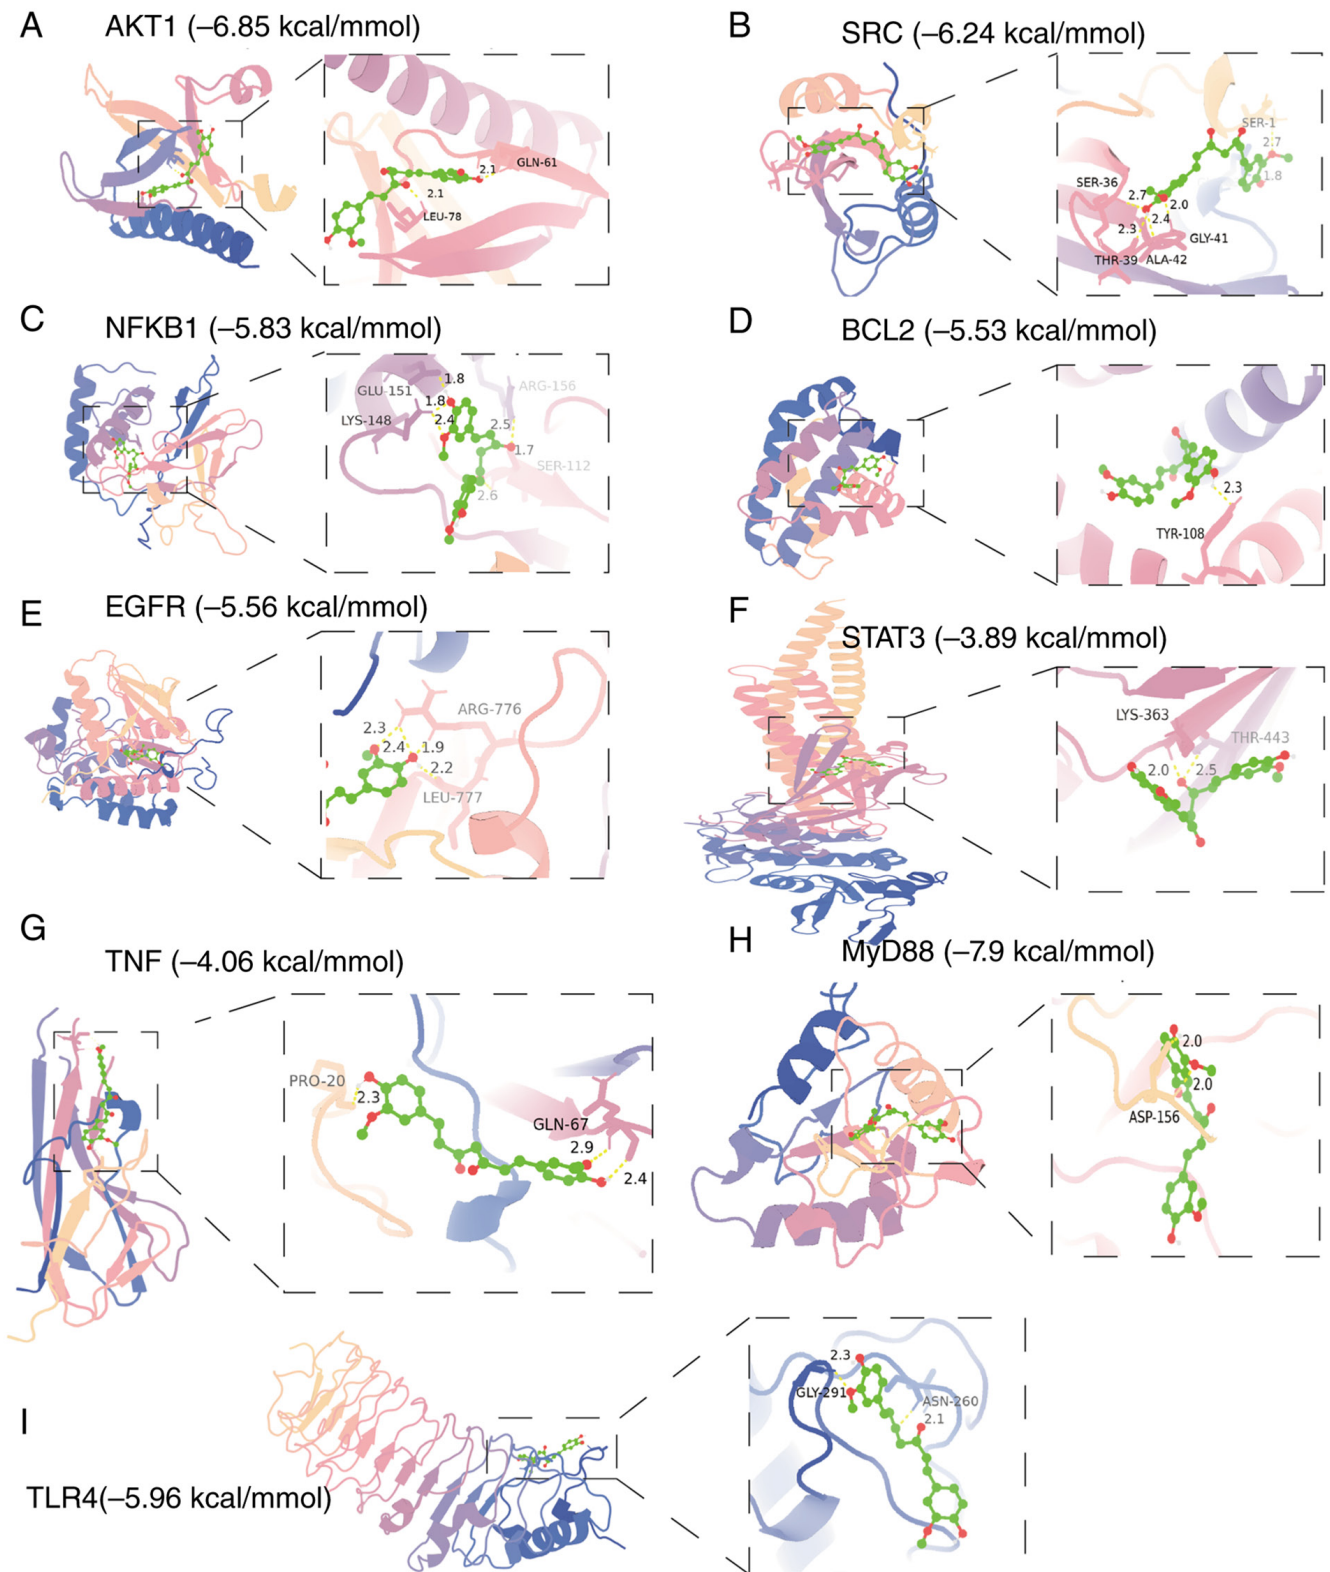 A
AKT1 (–6.85 kcal/mmol)
GLN-61
2.1
2.1
LEU-78
B
SRC (–6.24 kcal/mmol)
SER-1
2.7
1.8
SER-36
2.7
2.0
2.4
2.3
GLY-41
THR-39
ALA-42
C
NFKB1 (–5.83 kcal/mmol)
1.8
GLU-151
ARG-156
1.8
LYS-148
2.4
2.5
1.7
SER-112
2.6
D
BCL2 (–5.53 kcal/mmol)
2.3
TYR-108
E
EGFR (–5.56 kcal/mmol)
ARG-776
2.3
2.4
1.9
2.2
LEU-777
F
STAT3 (–3.89 kcal/mmol)
LYS-363
THR-443
2.0
2.5
G
TNF (–4.06 kcal/mmol)
PRO-20
2.3
GLN-67
2.9
2.4
H
MyD88 (–7.9 kcal/mmol)
2.0
2.0
ASP-156
I
TLR4(–5.96 kcal/mmol)
2.3
GLY-291
ASN-260
2.1